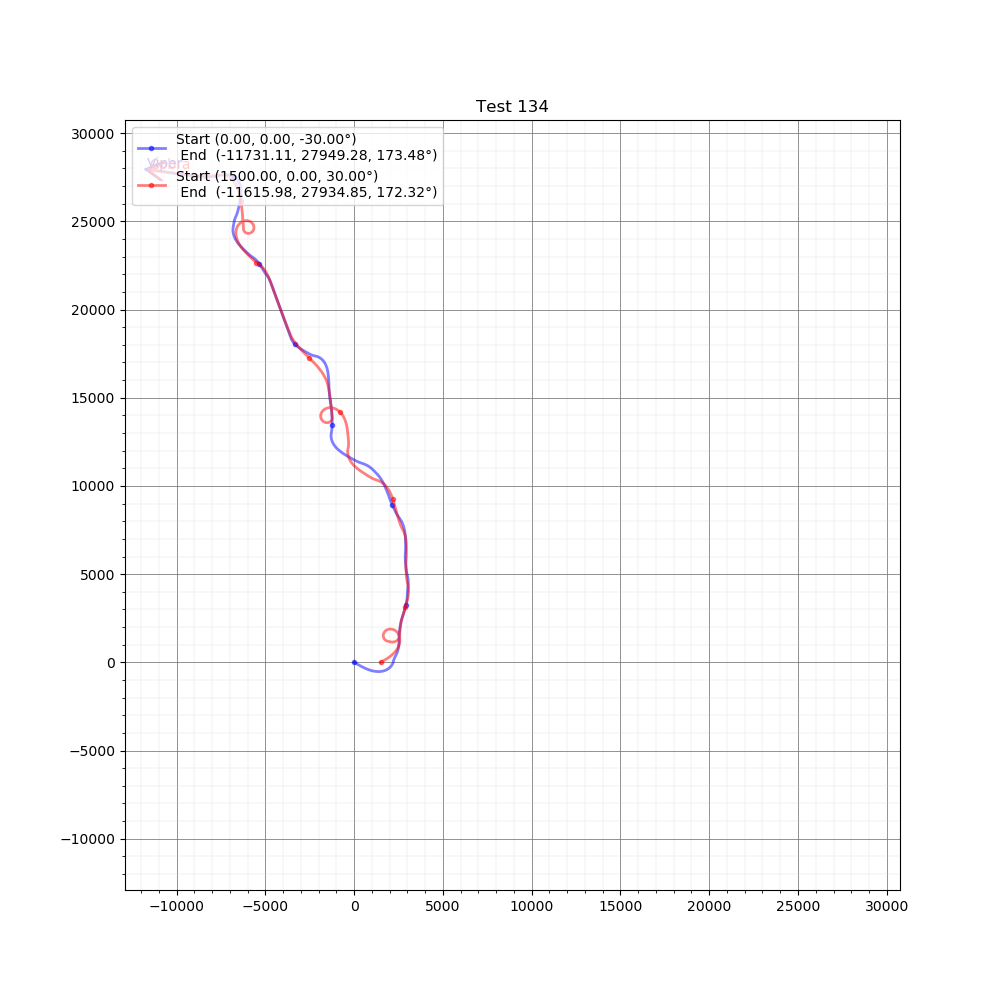 Test 134
30000
25000
20000
15000
10000
5000
0
−5000
−10000
Start (0.00, 0.00, -30.00°)
End (-11731.11, 27949.28, 173.48°)
Start (1500.00, 0.00, 30.00°)
End (-11615.98, 27934.85, 172.32°)
−10000 −5000 0 5000 10000 15000 20000 25000 30000